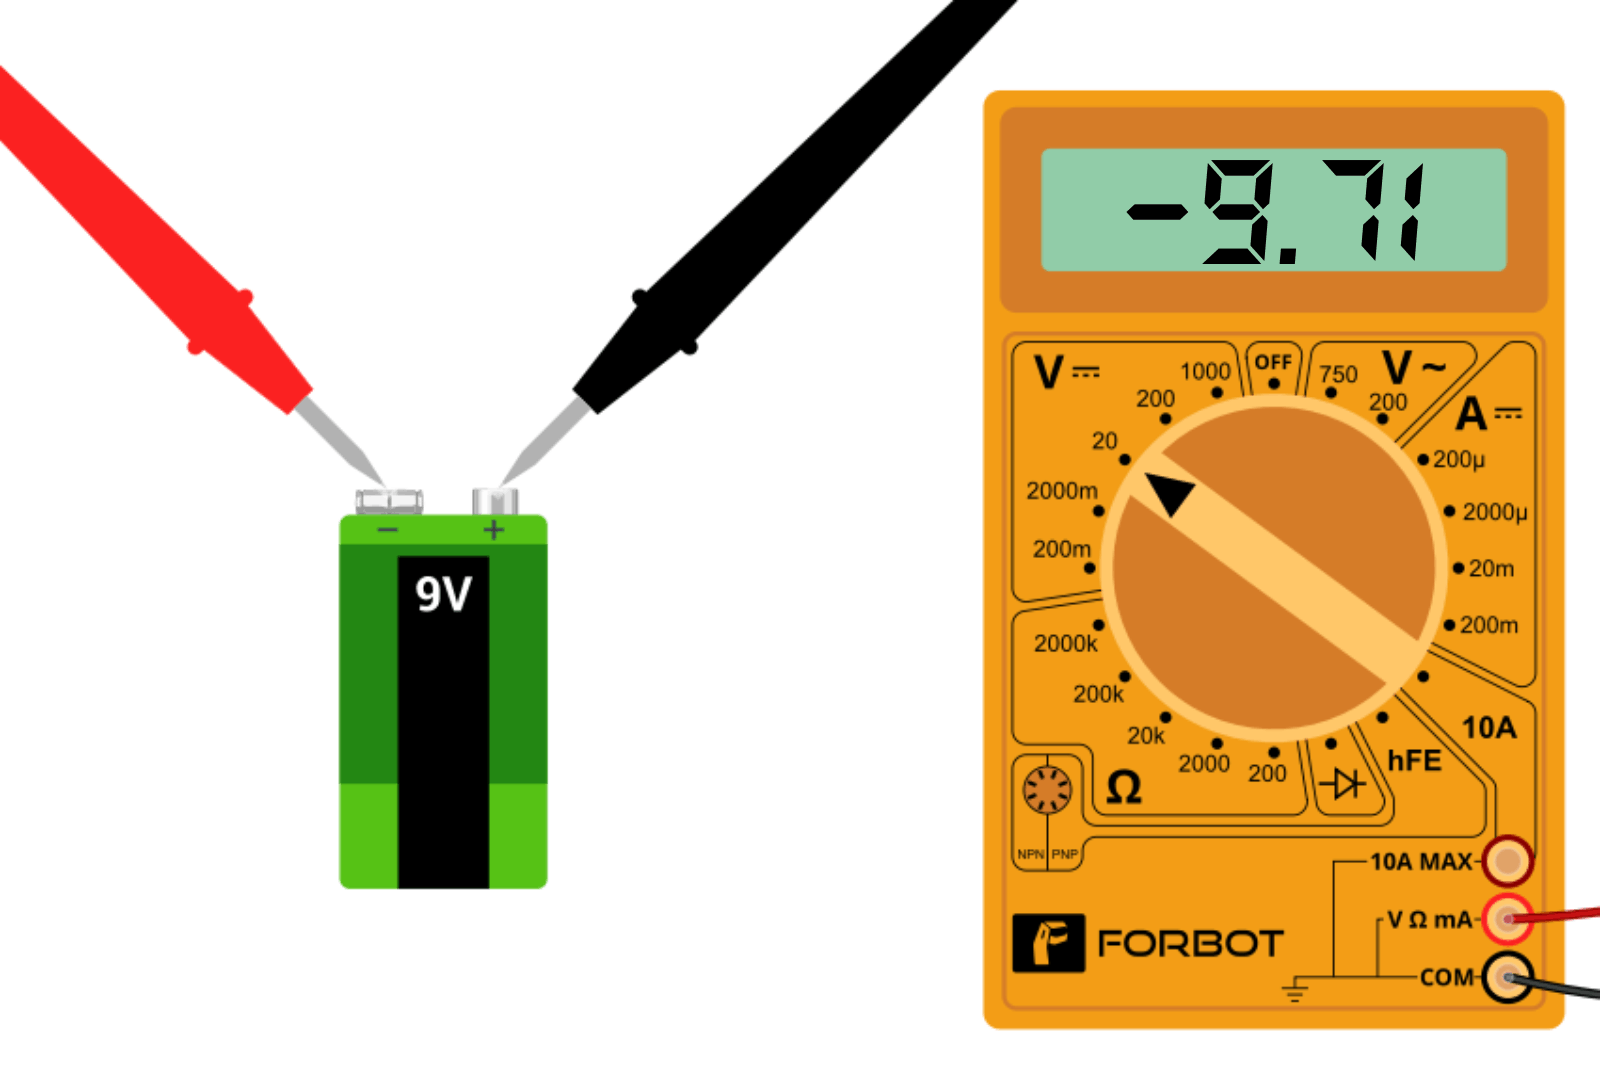 -9.71
V
OFF
V ~
A
1000
750
200
200
20
200µ
2000m
2000µ
200m
20m
200m
2000k
200k
20k
2000
200
Ω
hFE
10A
NPN
PNP
10A MAX
V Ω mA
COM
FORBOT
− +
9V